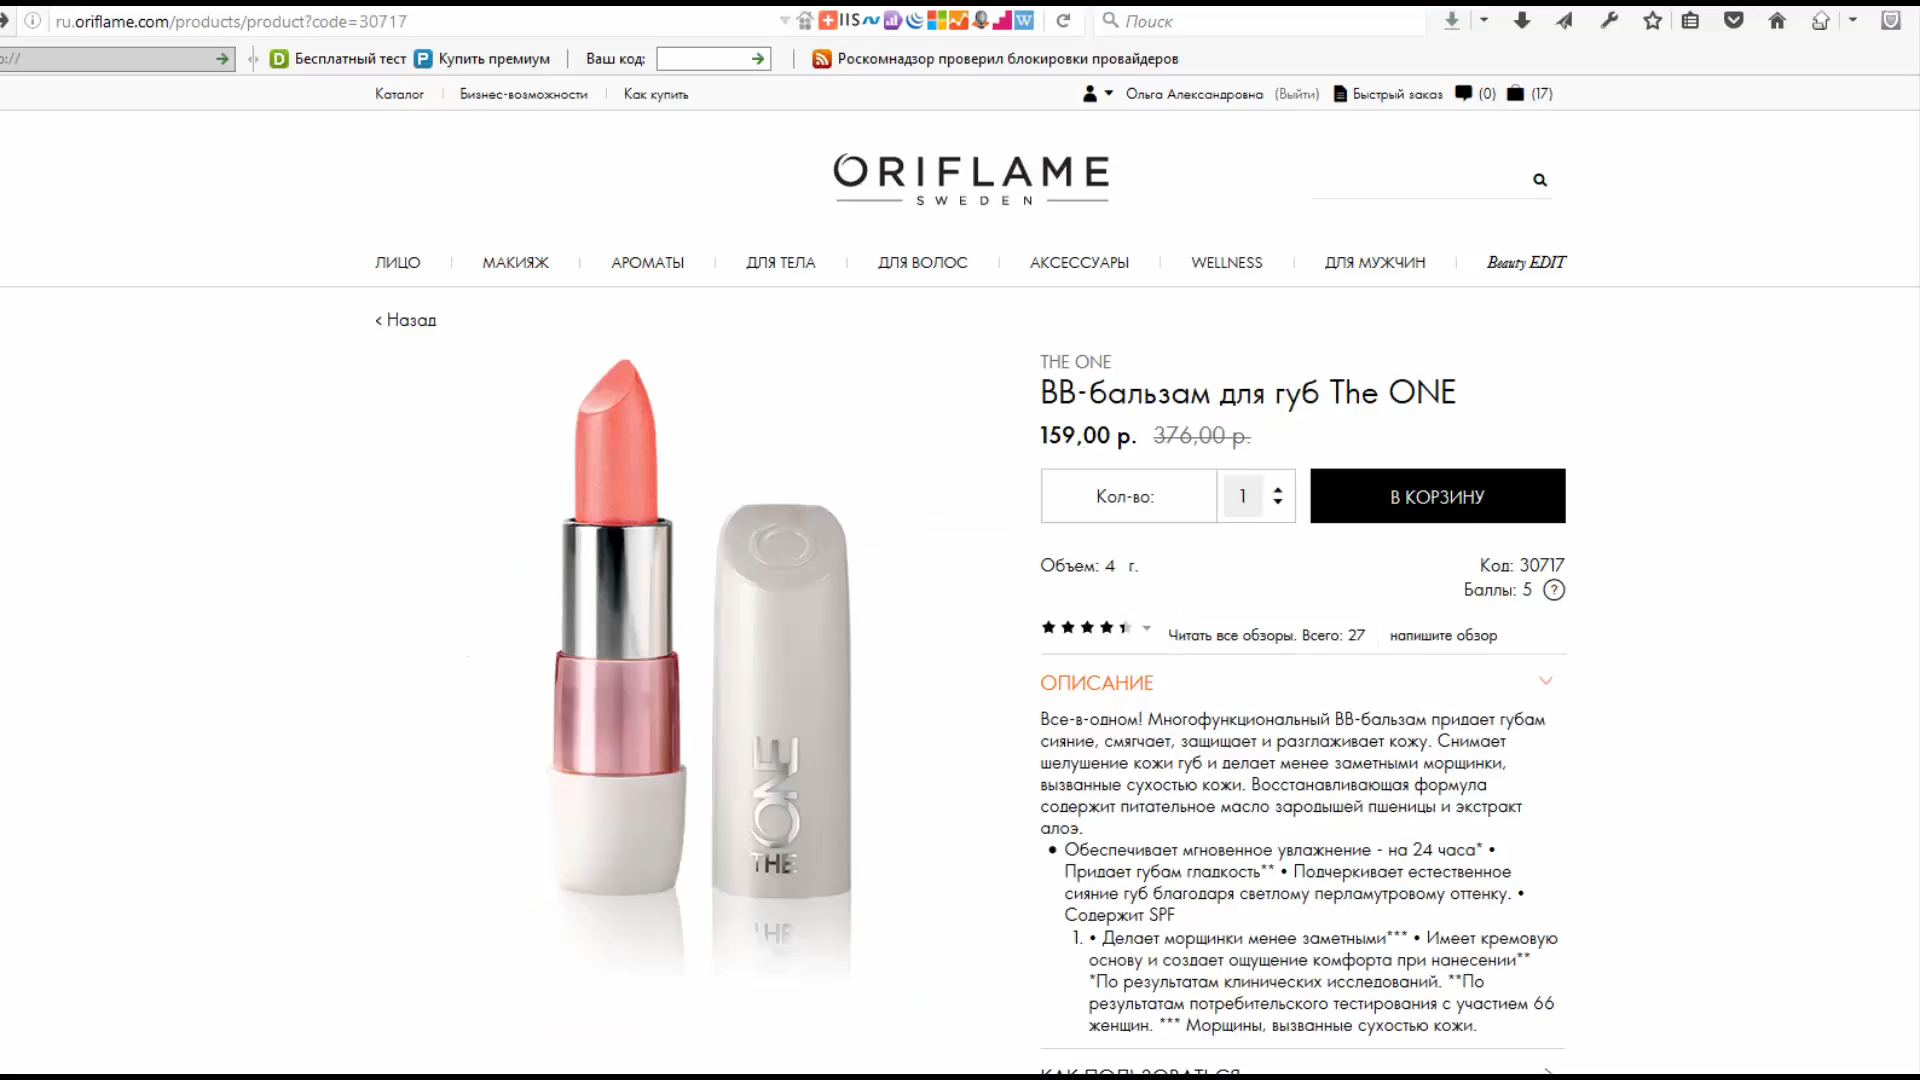 ru.oriflame.com/products/product?code=30717
IIS
W
Поиск
://
D Бесплатный тест P Купить премиум
Ваш код:
Роскомнадзор проверил блокировки провайдеров
Каталог
Бизнес-возможности
Как купить
Ольга Александровна (Выйти)
Быстрый заказ
(0)
(17)
ORIFLAME
SWEDEN
ЛИЦО
МАКИЯЖ
АРОМАТЫ
ДЛЯ ТЕЛА
ДЛЯ ВОЛОС
АКСЕССУАРЫ
WELLNESS
ДЛЯ МУЖЧИН
Beauty EDIT
< Назад
THE ONE
THE ONE
BB-бальзам для губ The ONE
159,00 р. 376,00 р.
Кол-во:
1
В КОРЗИНУ
Объем: 4 г.
Код: 30717
Баллы: 5 ?
Читать все обзоры. Всего: 27
напишите обзор
ОПИСАНИЕ
Все-в-одном! Многофункциональный BB-бальзам придает губам
сияние, смягчает, защищает и разглаживает кожу. Снимает
шелушение кожи губ и делает менее заметными морщинки,
вызванные сухостью кожи. Восстанавливающая формула
содержит питательное масло зародышей пшеницы и экстракт
алоэ.
• Обеспечивает мгновенное увлажнение - на 24 часа* •
Придает губам гладкость** • Подчеркивает естественное
сияние губ благодаря светлому перламутровому оттенку. •
Содержит SPF
1. • Делает морщинки менее заметными*** • Имеет кремовую
основу и создает ощущение комфорта при нанесении**
*По результатам клинических исследований. **По
результатам потребительского тестирования с участием 66
женщин. *** Морщины, вызванные сухостью кожи.
КАК ПОЛЬЗОВАТЬСЯ